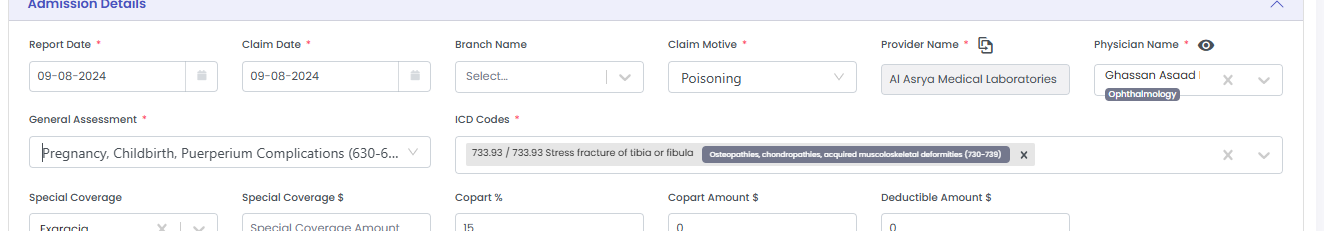 Admission Details
Report Date *
Claim Date *
Branch Name
Claim Motive *
Provider Name *
Physician Name *
09-08-2024
09-08-2024
Select...
Poisoning
Al Asrya Medical Laboratories
Ghassan Asaad
Ophthalmology
General Assessment *
ICD Codes *
Pregnancy, Childbirth, Puerperium Complications (630-6...
733.93 / 733.93 Stress fracture of tibia or fibula
Osteopathies, chondropathies, acquired muscoloskeletal deformities (730-739)
Special Coverage
Special Coverage $
Copart %
Copart Amount $
Deductible Amount $
Exgracia
Special Coverage Amount
15
0
0